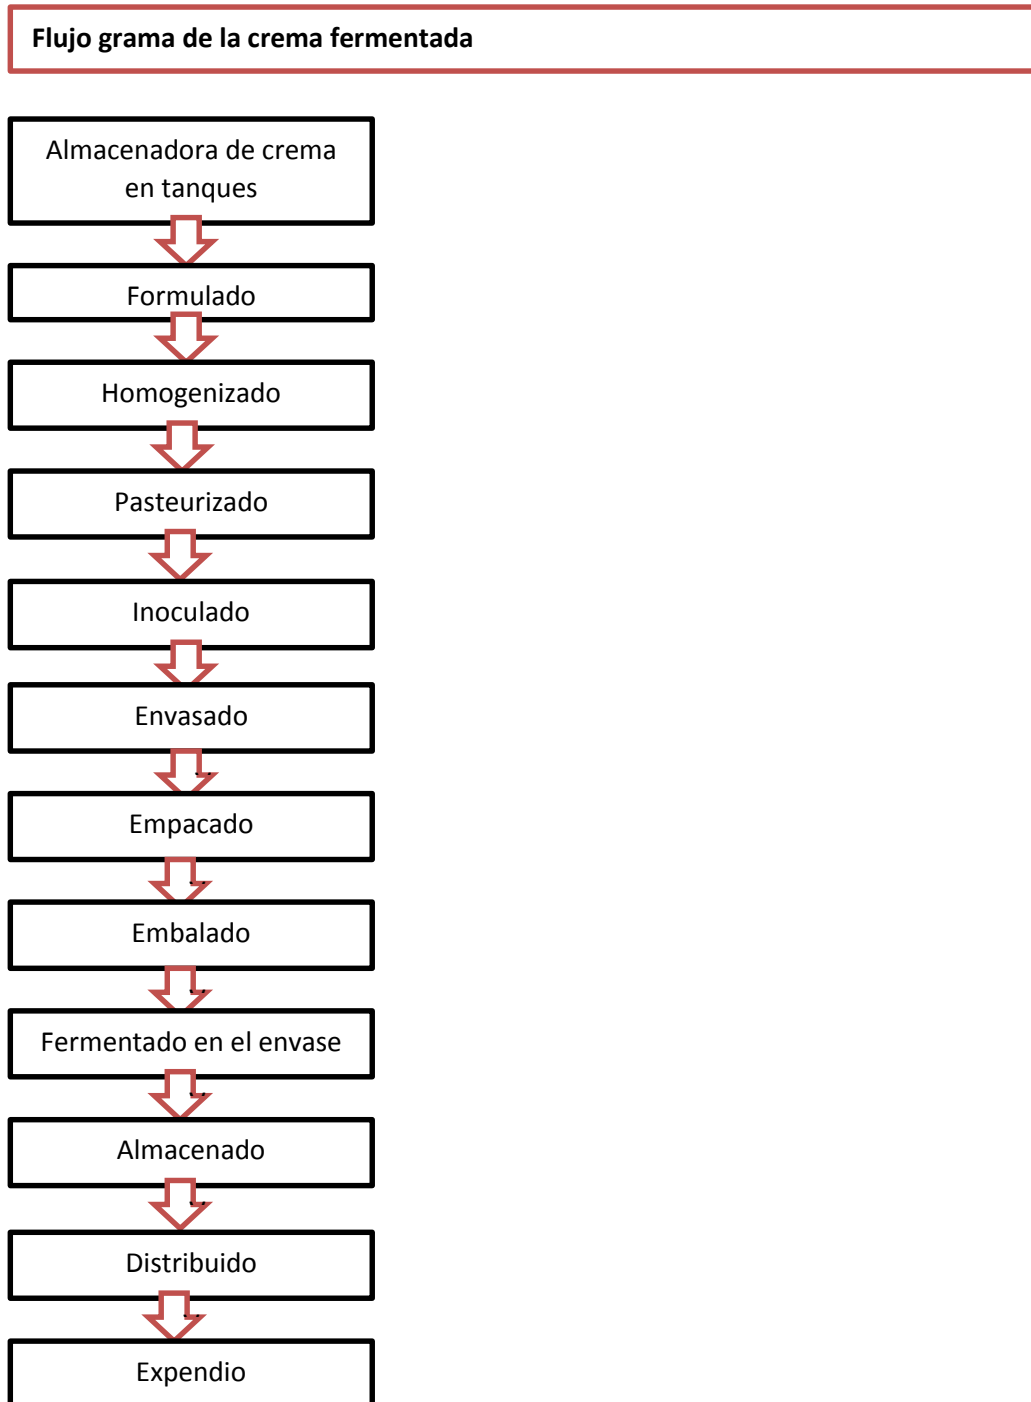 Flujo grama de la crema fermentada
Almacenadora de crema
en tanques
Formulado
Homogenizado
Pasteurizado
Inoculado
Envasado
Empacado
Embalado
Fermentado en el envase
Almacenado
Distribuido
Expendio